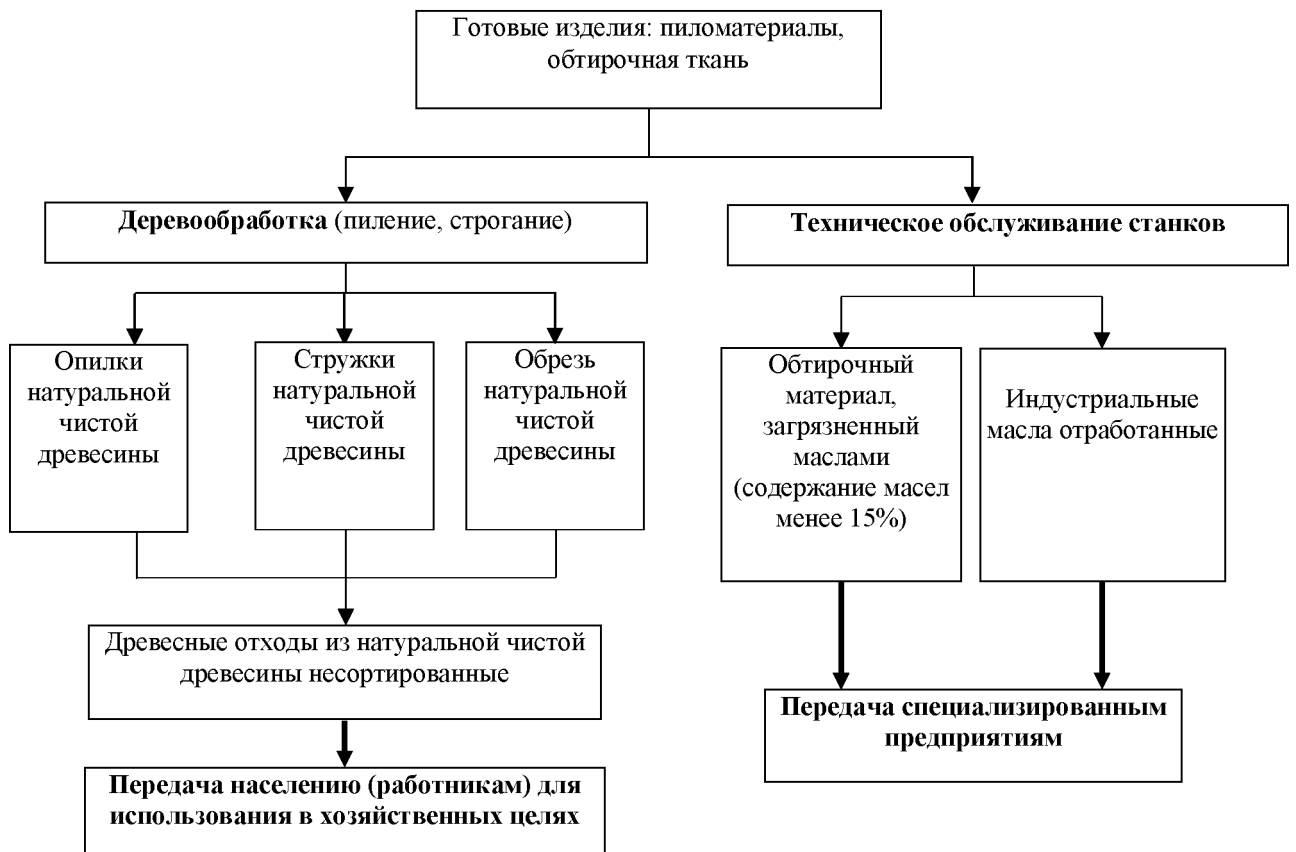 Готовые изделия: пиломатериалы,
обтирочная ткань
Деревообработка (пиление, строгание)
Техническое обслуживание станков
Опилки
натуральной
чистой
древесины
Стружки
натуральной
чистой
древесины
Обрезь
натуральной
чистой
древесины
Обтирочный
материал,
загрязненный
маслами
(содержание масел
менее 15%)
Индустриальные
масла отработанные
Древесные отходы из натуральной чистой
древесины несортированные
Передача специализированным
предприятиям
Передача населению (работникам) для
использования в хозяйственных целях